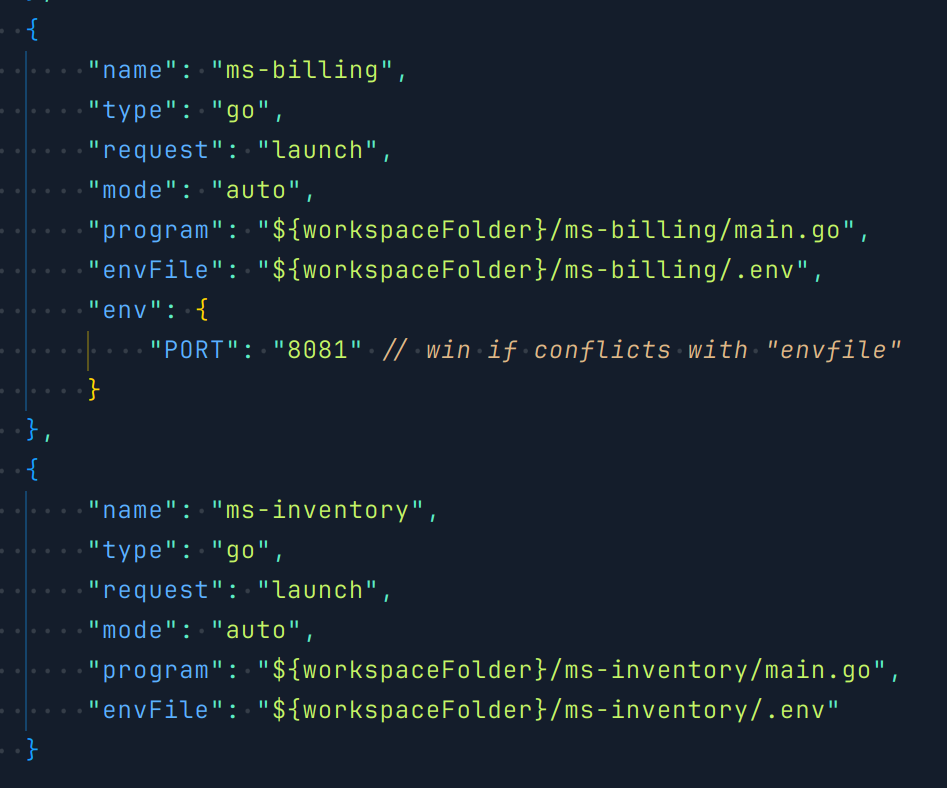 {
"name": "ms-billing",
"type": "go",
"request": "launch",
"mode": "auto",
"program": "${workspaceFolder}/ms-billing/main.go",
"envFile": "${workspaceFolder}/ms-billing/.env",
"env": {
"PORT": "8081" // win if conflicts with "envfile"
}
},
{
"name": "ms-inventory",
"type": "go",
"request": "launch",
"mode": "auto",
"program": "${workspaceFolder}/ms-inventory/main.go",
"envFile": "${workspaceFolder}/ms-inventory/.env"
}